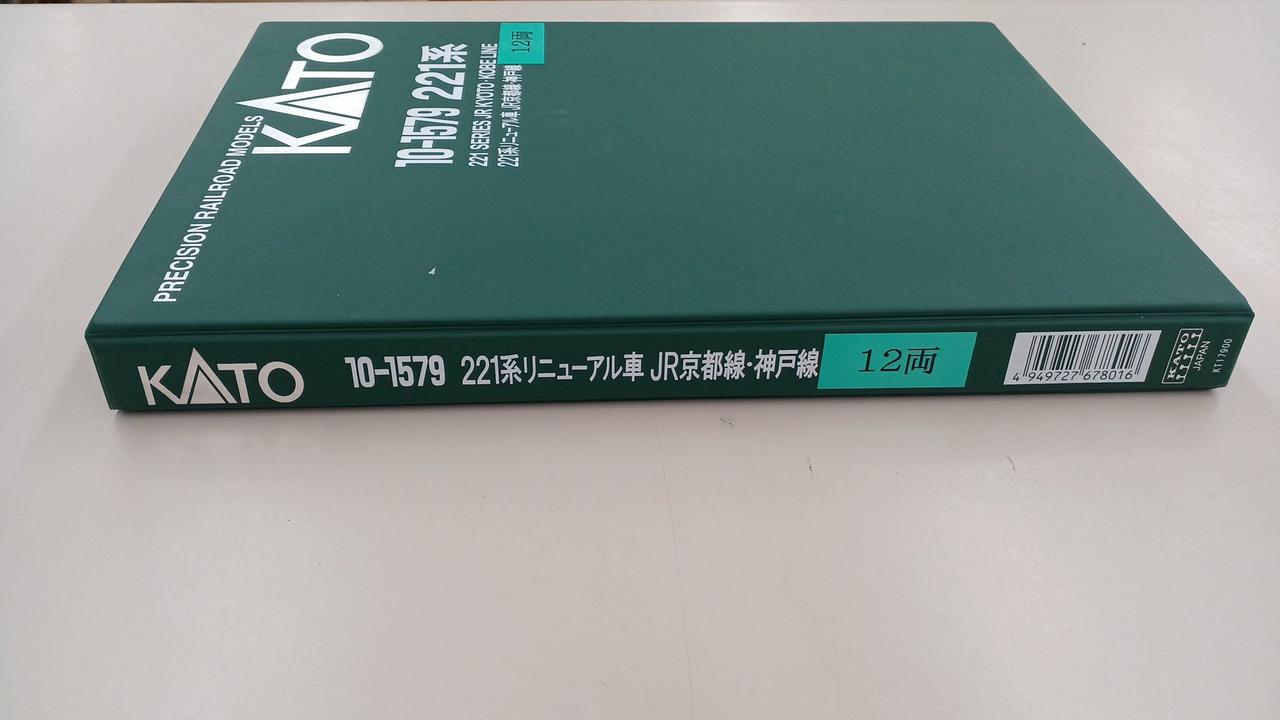 PRECISION RAILROAD MODELS
KATO
10-1579 221系
221 SERIES JR KYOTO・KOBE LINE
221系リニューアル車 JR京都線・神戸線
12両
KATO
10-1579 221系リニューアル車 JR京都線・神戸線
12両
4 949727 678016
KATO
JAPAN
KT17900